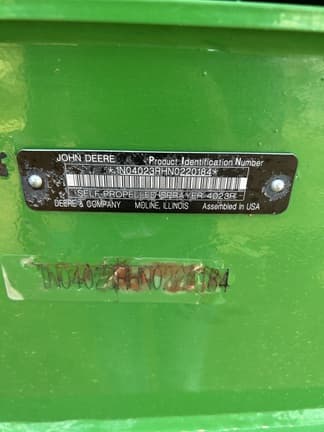 JOHN DEERE Product Identification Number
*1N04023RHN0220184*
SELF-PROPELLED SPRAYER 4023R
DEERE & COMPANY MOLINE, ILLINOIS Assembled in USA